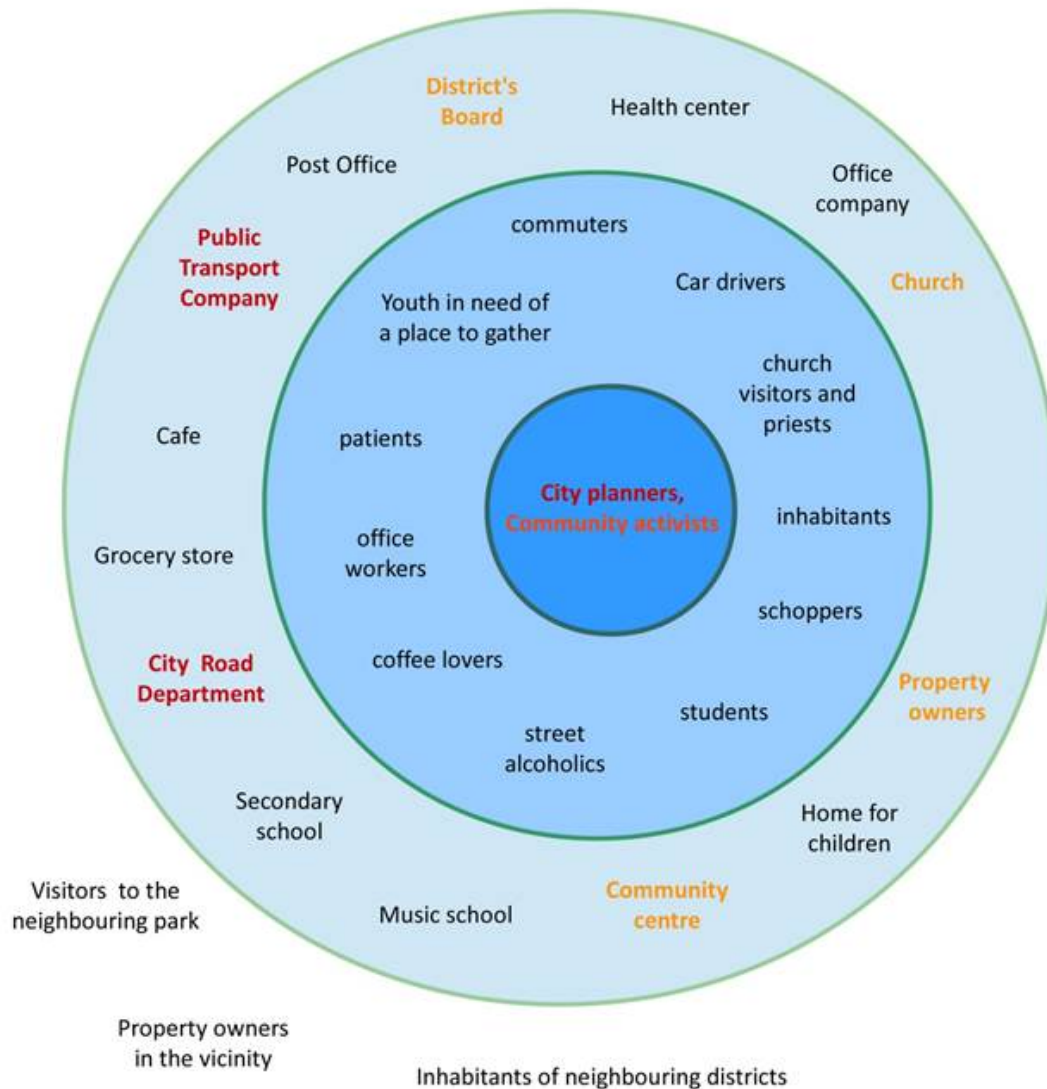 District's
Board
Health center
Post Office
Office
company
commuters
Public
Transport
Company
Car drivers
Church
Youth in need of
a place to gather
church
visitors and
priests
Cafe
patients
City planners,
Community activists
inhabitants
office
workers
Grocery store
schoppers
coffee lovers
City Road
Department
Property
owners
students
street
alcoholics
Secondary
school
Home for
children
Visitors to the
neighbouring park
Music school
Community
centre
Property owners
in the vicinity
Inhabitants of neighbouring districts